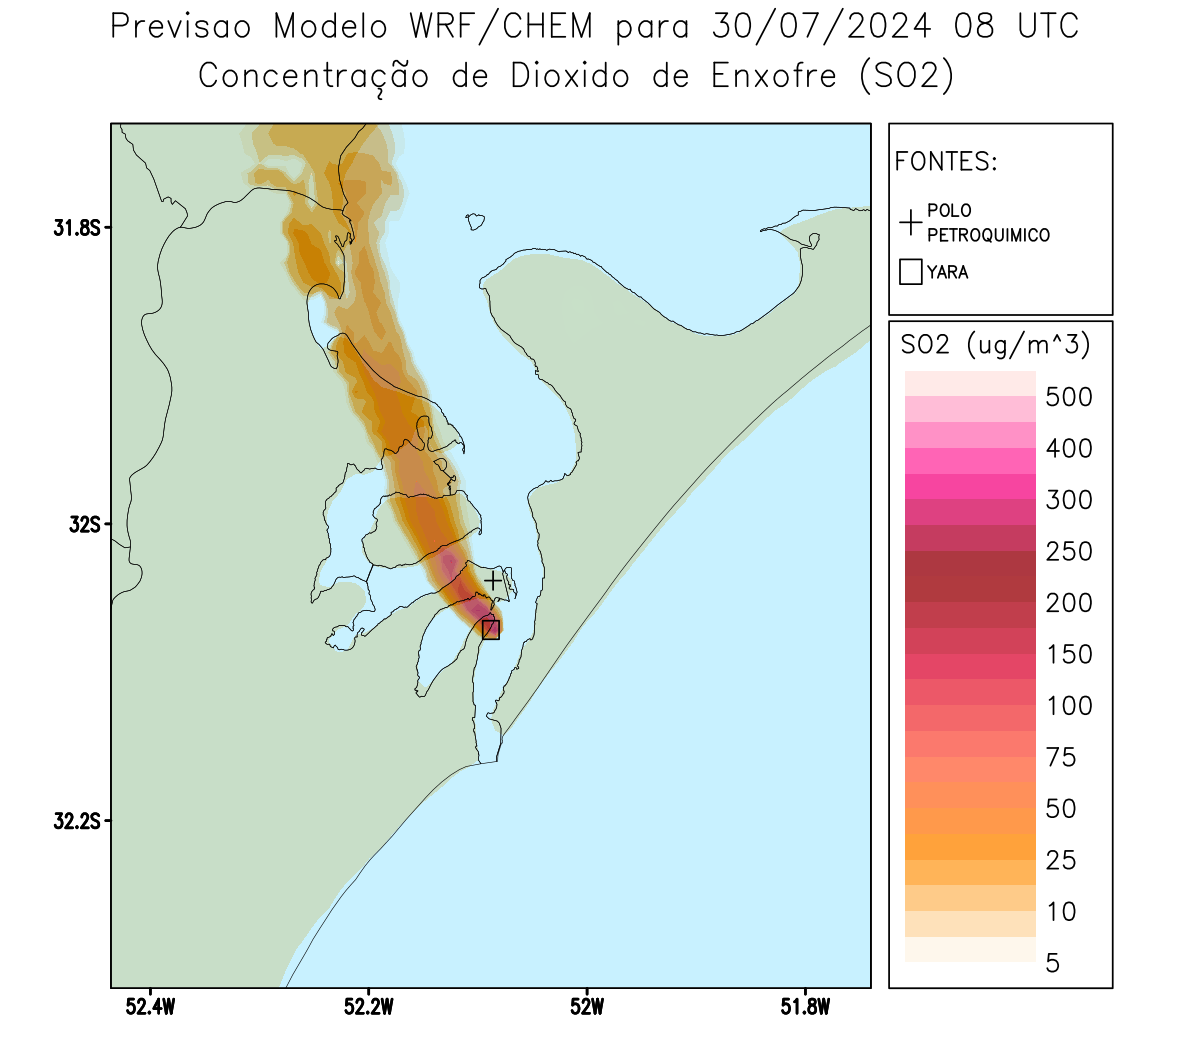 Previsao Modelo WRF/CHEM para 30/07/2024 08 UTC
Concentração de Dioxido de Enxofre (SO2)
FONTES:
POLO
PETROQUIMICO
YARA
SO2 (ug/m^3)
500
400
300
250
200
150
100
75
50
25
10
5
31.8S
32S
32.2S
52.4W
52.2W
52W
51.8W